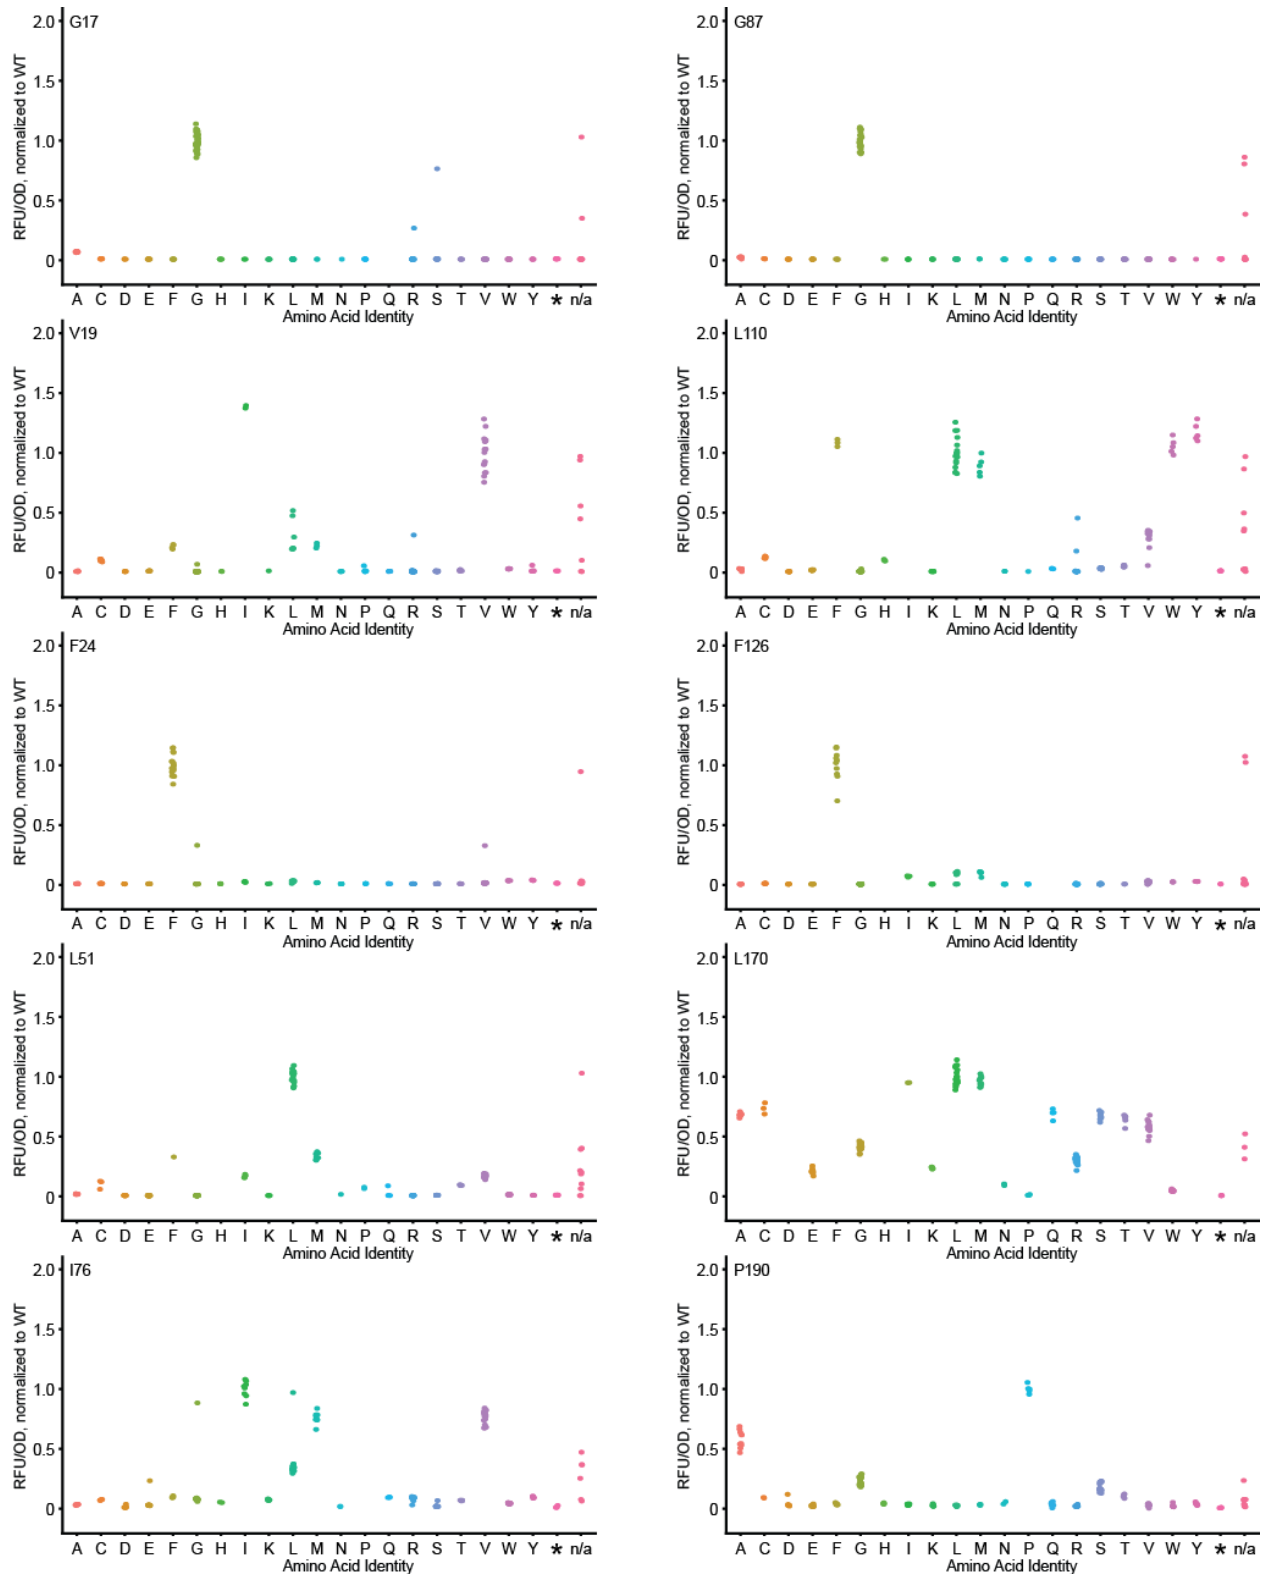 2.0
G17
1.5
1.0
0.5
0
RFU/OD, normalized to WT
A C D E F G H I K L M N P Q R S T V W Y * n/a
Amino Acid Identity
2.0
G87
1.5
1.0
0.5
0
RFU/OD, normalized to WT
A C D E F G H I K L M N P Q R S T V W Y * n/a
Amino Acid Identity
2.0
V19
1.5
1.0
0.5
0
RFU/OD, normalized to WT
A C D E F G H I K L M N P Q R S T V W Y * n/a
Amino Acid Identity
2.0
L110
1.5
1.0
0.5
0
RFU/OD, normalized to WT
A C D E F G H I K L M N P Q R S T V W Y * n/a
Amino Acid Identity
2.0
F24
1.5
1.0
0.5
0
RFU/OD, normalized to WT
A C D E F G H I K L M N P Q R S T V W Y * n/a
Amino Acid Identity
2.0
F126
1.5
1.0
0.5
0
RFU/OD, normalized to WT
A C D E F G H I K L M N P Q R S T V W Y * n/a
Amino Acid Identity
2.0
L51
1.5
1.0
0.5
0
RFU/OD, normalized to WT
A C D E F G H I K L M N P Q R S T V W Y * n/a
Amino Acid Identity
2.0
L170
1.5
1.0
0.5
0
RFU/OD, normalized to WT
A C D E F G H I K L M N P Q R S T V W Y * n/a
Amino Acid Identity
2.0
I76
1.5
1.0
0.5
0
RFU/OD, normalized to WT
A C D E F G H I K L M N P Q R S T V W Y * n/a
Amino Acid Identity
2.0
P190
1.5
1.0
0.5
0
RFU/OD, normalized to WT
A C D E F G H I K L M N P Q R S T V W Y * n/a
Amino Acid Identity